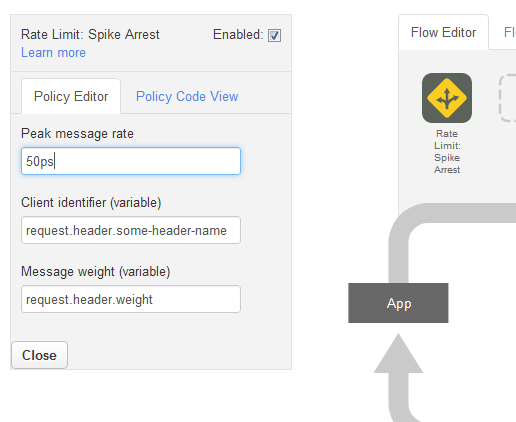 Rate Limit: Spike Arrest Enabled:
Learn more
Policy Editor Policy Code View
Peak message rate
50ps
Client identifier (variable)
request.header.some-header-name
Message weight (variable)
request.header.weight
Close
Flow Editor
Rate
Limit:
Spike
Arrest
App